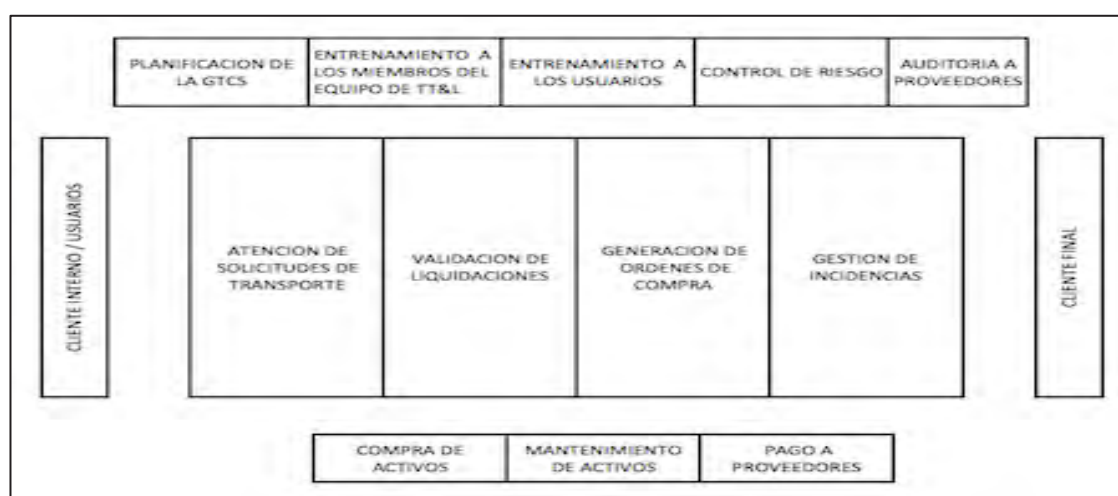 PLANIFICACION DE
LA GTCS
ENTRENAMIENTO A
LOS MIEMBROS DEL
EQUIPO DE TT&L
ENTRENAMIENTO A
LOS USUARIOS
CONTROL DE RIESGO
AUDITORIA A
PROVEEDORES
CLIENTE INTERNO / USUARIOS
ATENCION DE
SOLICITUDES DE
TRANSPORTE
VALIDACION DE
LIQUIDACIONES
GENERACION DE
ORDENES DE
COMPRA
GESTION DE
INCIDENCIAS
CLIENTE FINAL
COMPRA DE
ACTIVOS
MANTENIMIENTO
DE ACTIVOS
PAGO A
PROVEEDORES